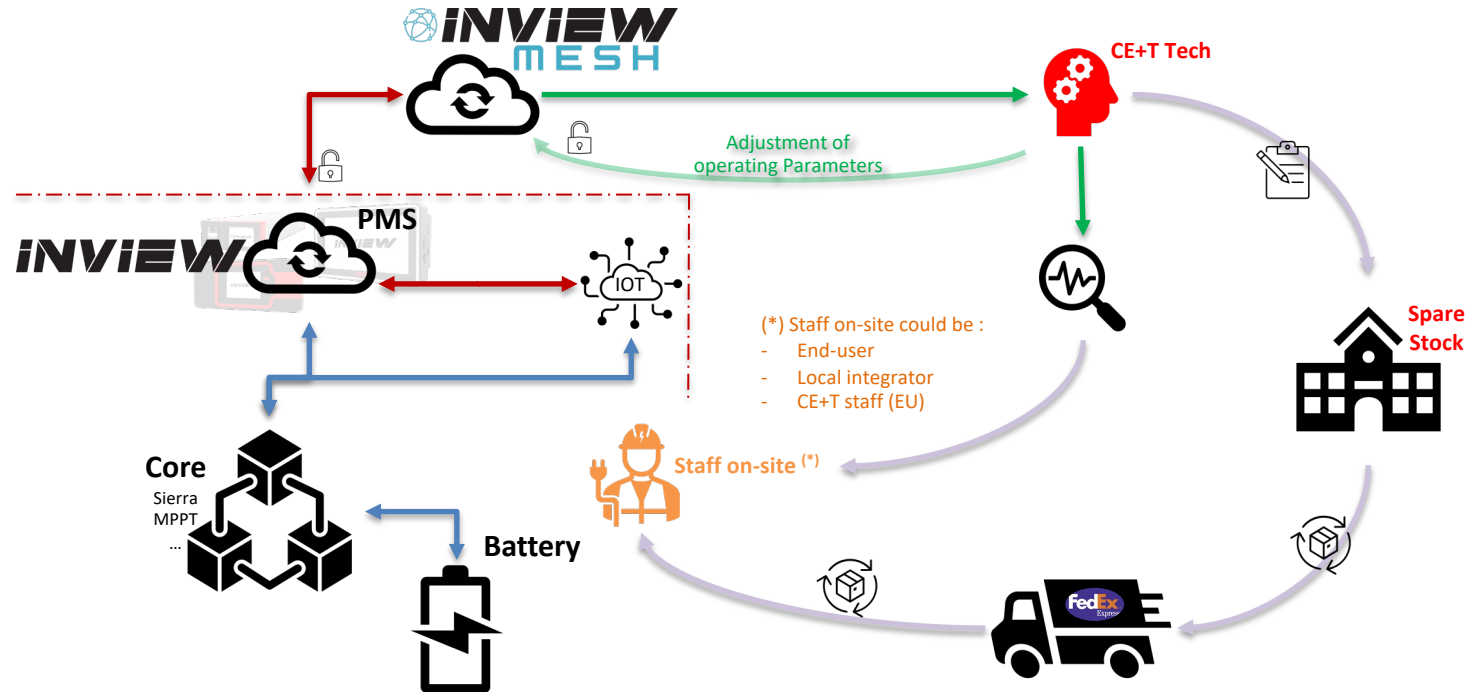 INVIEW
MESH
CE+T Tech
Adjustment of
operating Parameters
PMS
INVIEW
IOT
(*) Staff on-site could be :
- End-user
- Local integrator
- CE+T staff (EU)
Spare
Stock
Core
Sierra
MPPT
...
Staff on-site (*)
Battery
FedEx
Express